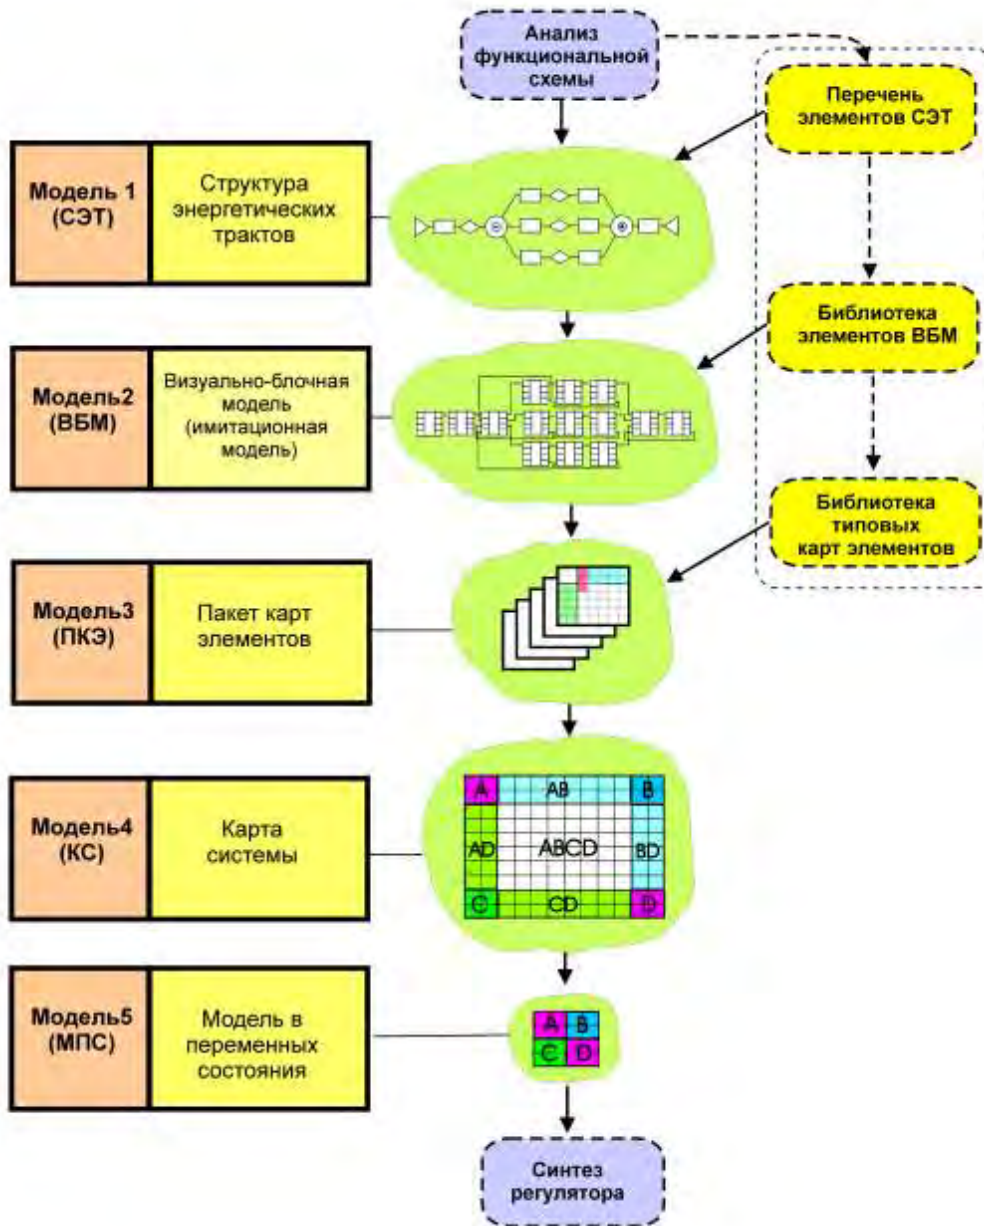 Анализ
функциональной
схемы
Перечень
элементов СЭТ
Модель 1
(СЭТ)
Структура
энергетических
трактов
Библиотека
элементов ВБМ
Модель2
(ВБМ)
Визуально-блочная
модель
(имитационная
модель)
Библиотека
типовых
карт элементов
Модель3
(ПКЭ)
Пакет карт
элементов
Модель4
(КС)
Карта
системы
A AB B
AD ABCD BD
C CD D
Модель5
(МПС)
Модель в
переменных
состояния
A B
C D
Синтез
регулятора